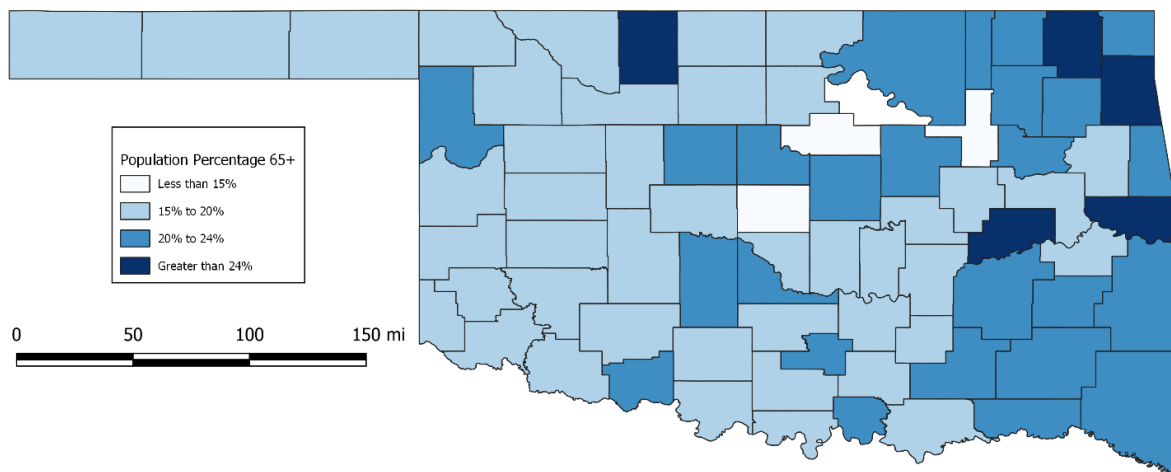 Population Percentage 65+
Less than 15%
15% to 20%
20% to 24%
Greater than 24%
0 50 100 150 mi